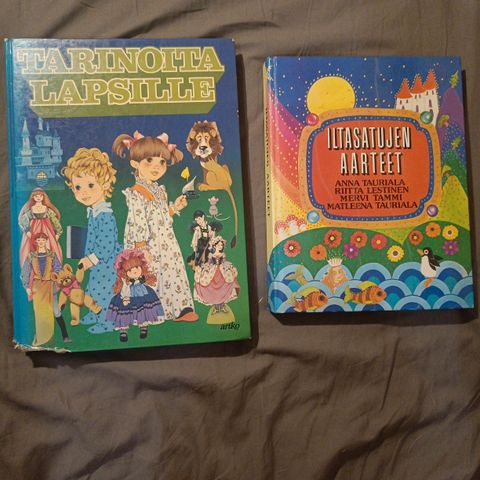 TARINOITA
LAPSILLE
artko
ILTASATUJEN
AARTEET
ANNA TAURIALA
RIITTA LESTINEN
MERVI TAMMI
MATLEENA TAURIALA